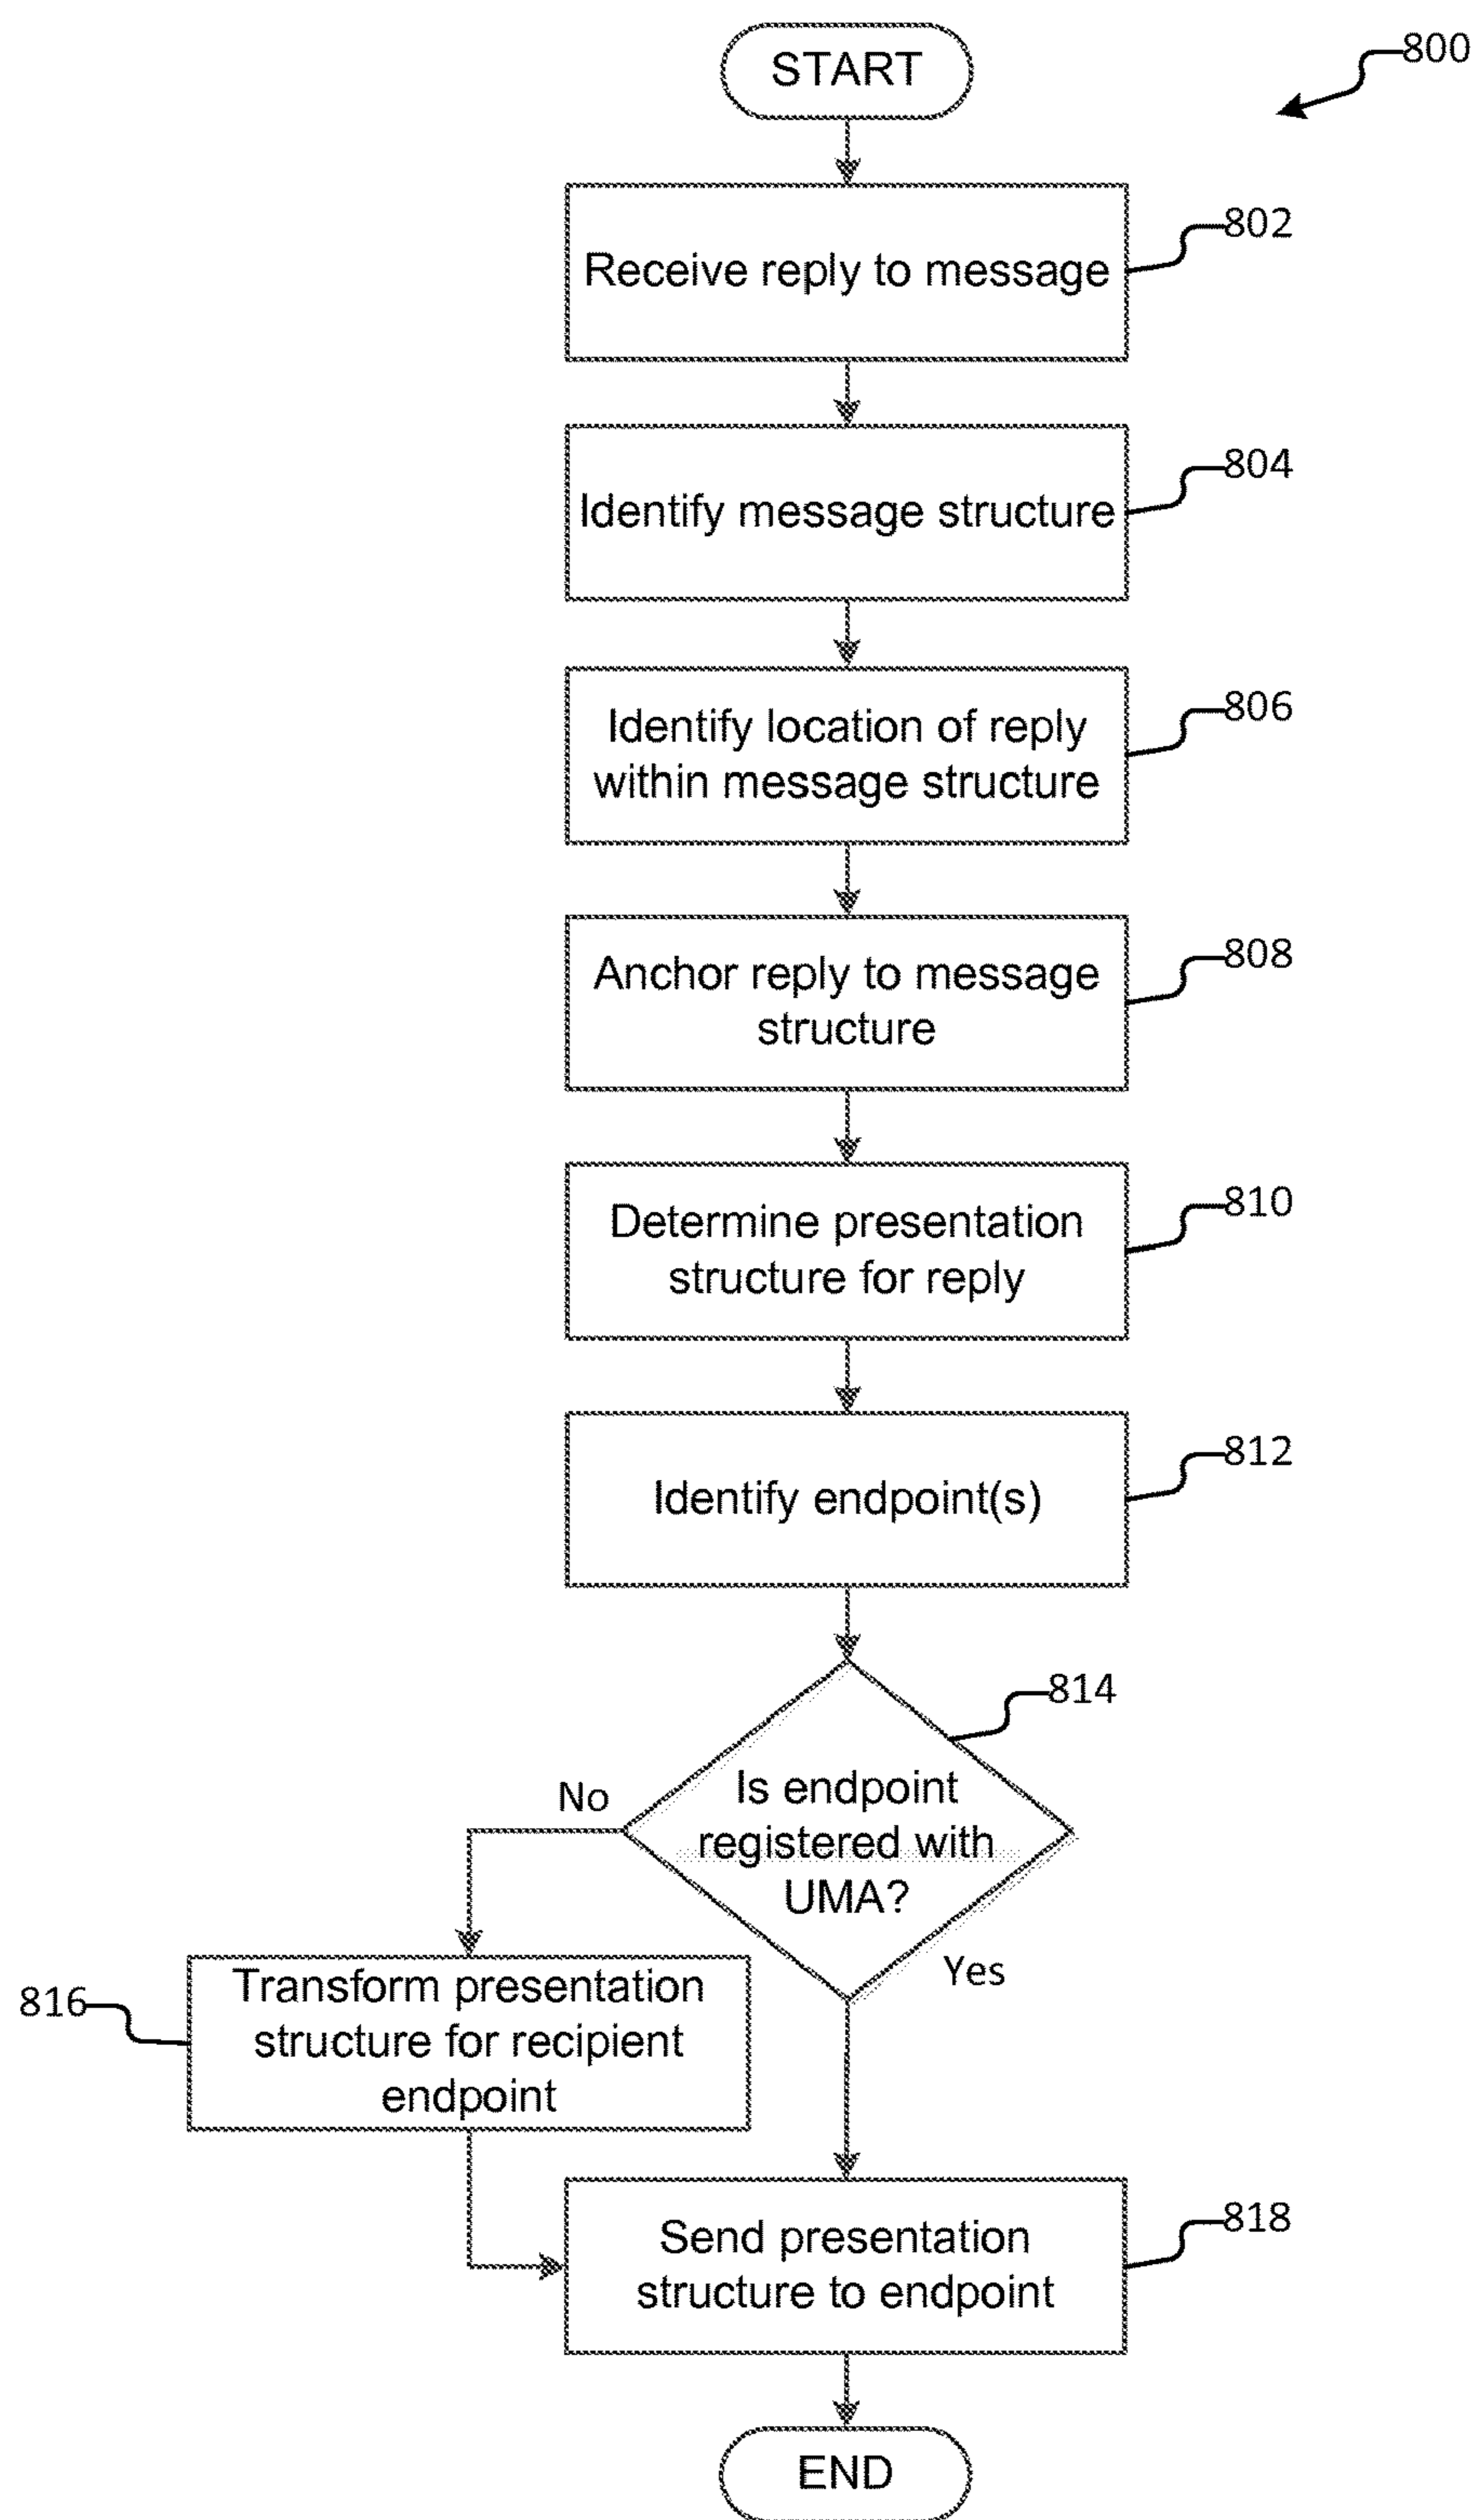 START
800
Receive reply to message
802
Identify message structure
804
Identify location of reply
within message structure
806
Anchor reply to message
structure
808
Determine presentation
structure for reply
810
Identify endpoint(s)
812
814
Is endpoint
registered with
UMA?
No
Yes
816
Transform presentation
structure for recipient
endpoint
Send presentation
structure to endpoint
818
END